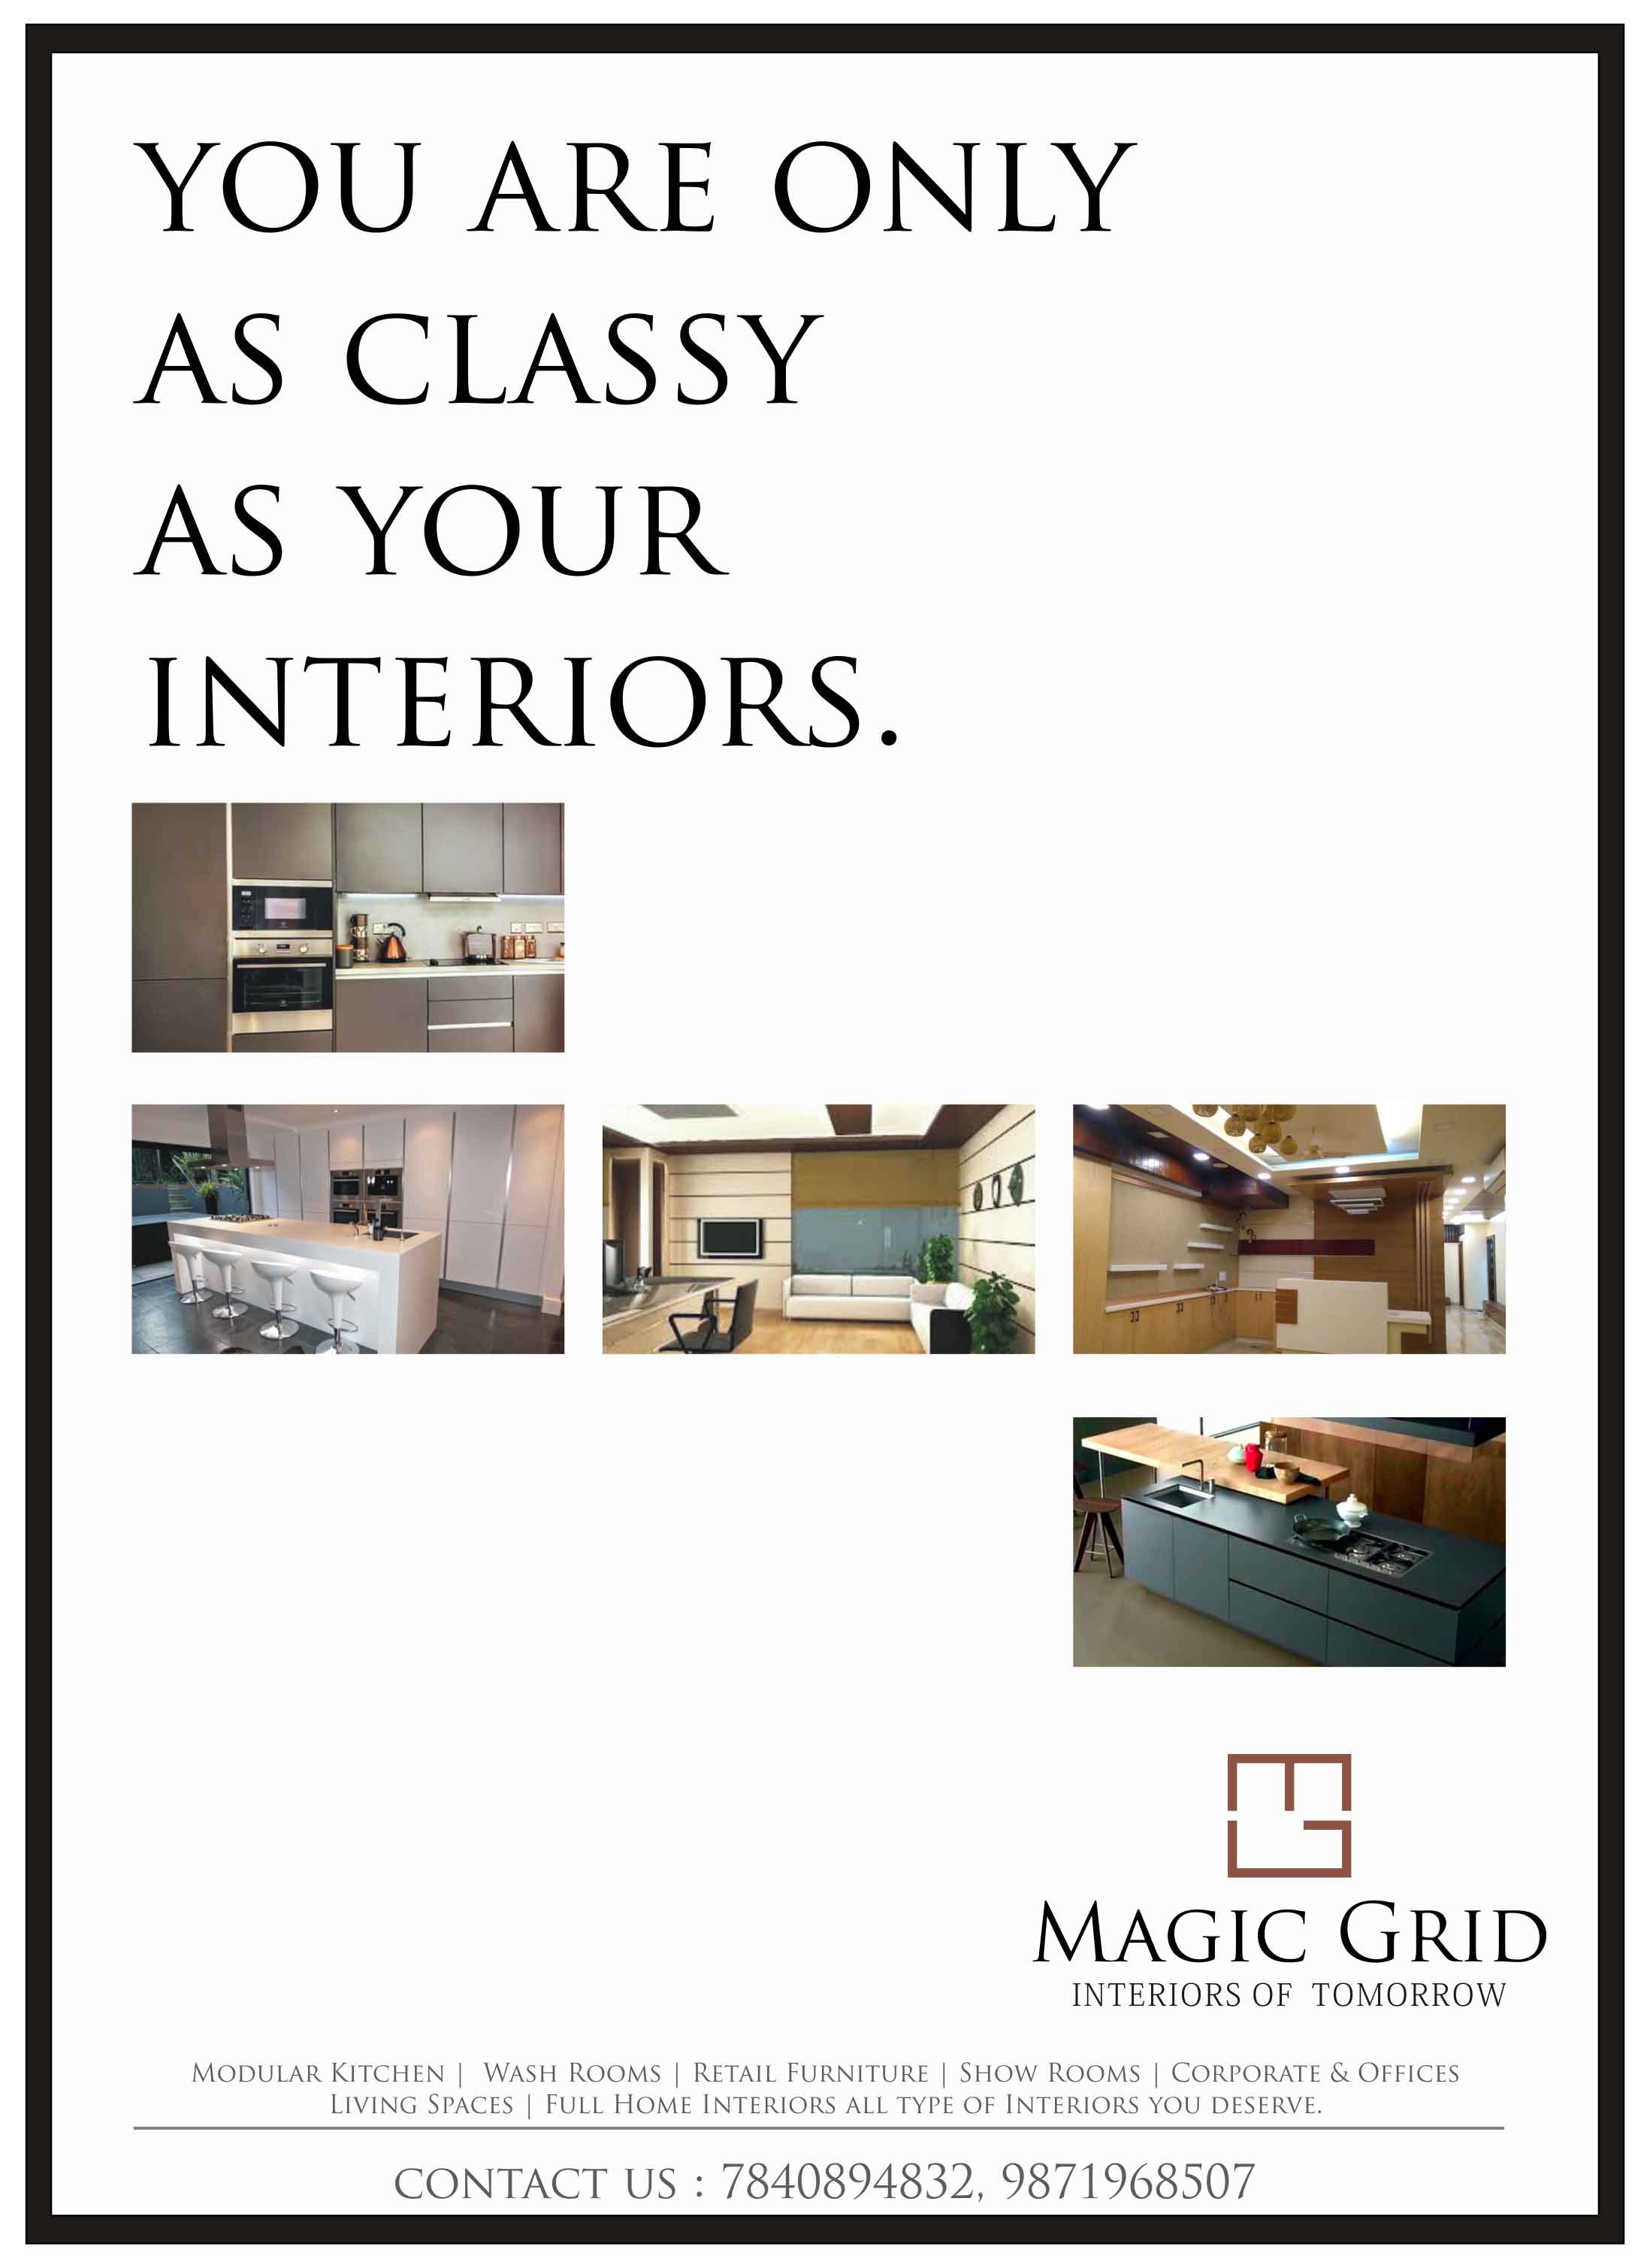 YOU ARE ONLY
AS CLASSY
AS YOUR
INTERIORS.
MAGIC GRID
INTERIORS OF TOMORROW
MODULAR KITCHEN | WASH ROOMS | RETAIL FURNITURE | SHOW ROOMS | CORPORATE & OFFICES
LIVING SPACES | FULL HOME INTERIORS ALL TYPE OF INTERIORS YOU DESERVE.
CONTACT US : 7840894832, 9871968507